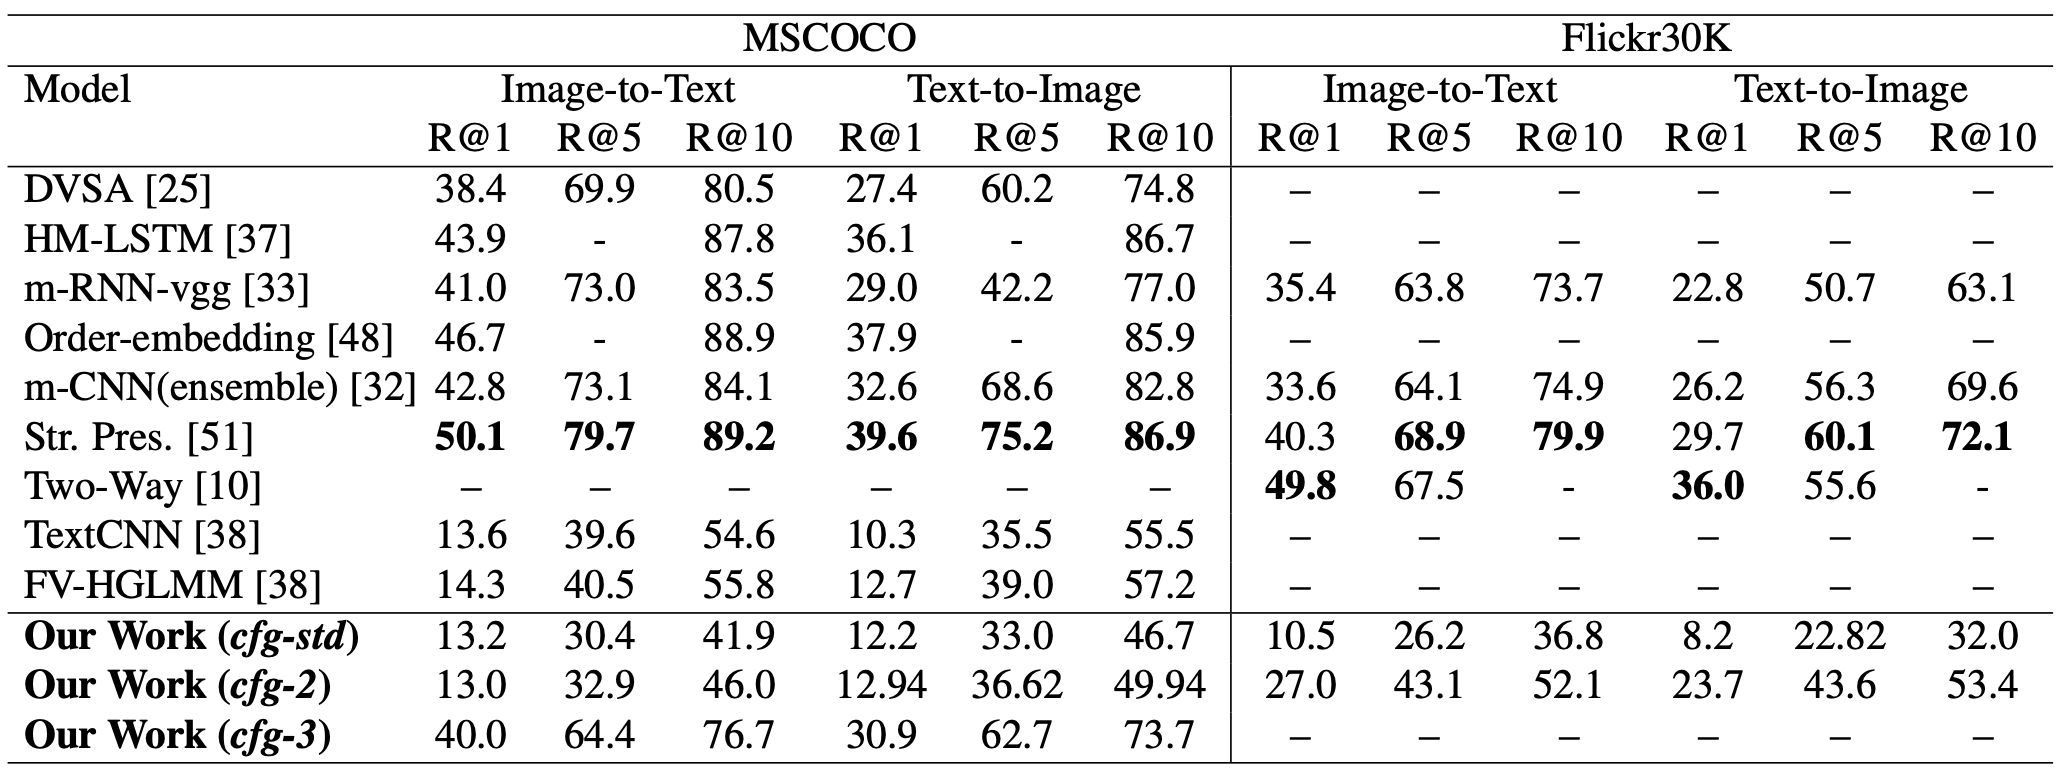 MSCOCO Flickr30K
Model Image-to-Text Text-to-Image Image-to-Text Text-to-Image
R@1 R@5 R@10 R@1 R@5 R@10 R@1 R@5 R@10 R@1 R@5 R@10
DVSA [25] 38.4 69.9 80.5 27.4 60.2 74.8 – – – – – –
HM-LSTM [37] 43.9 - 87.8 36.1 - 86.7 – – – – – –
m-RNN-vgg [33] 41.0 73.0 83.5 29.0 42.2 77.0 35.4 63.8 73.7 22.8 50.7 63.1
Order-embedding [48] 46.7 - 88.9 37.9 - 85.9 – – – – – –
m-CNN(ensemble) [32] 42.8 73.1 84.1 32.6 68.6 82.8 33.6 64.1 74.9 26.2 56.3 69.6
Str. Pres. [51] 50.1 79.7 89.2 39.6 75.2 86.9 40.3 68.9 79.9 29.7 60.1 72.1
Two-Way [10] – – – – – – 49.8 67.5 - 36.0 55.6 -
TextCNN [38] 13.6 39.6 54.6 10.3 35.5 55.5 – – – – – –
FV-HGLMM [38] 14.3 40.5 55.8 12.7 39.0 57.2 – – – – – –
Our Work (cfg-std) 13.2 30.4 41.9 12.2 33.0 46.7 10.5 26.2 36.8 8.2 22.82 32.0
Our Work (cfg-2) 13.0 32.9 46.0 12.94 36.62 49.94 27.0 43.1 52.1 23.7 43.6 53.4
Our Work (cfg-3) 40.0 64.4 76.7 30.9 62.7 73.7 – – – – – –